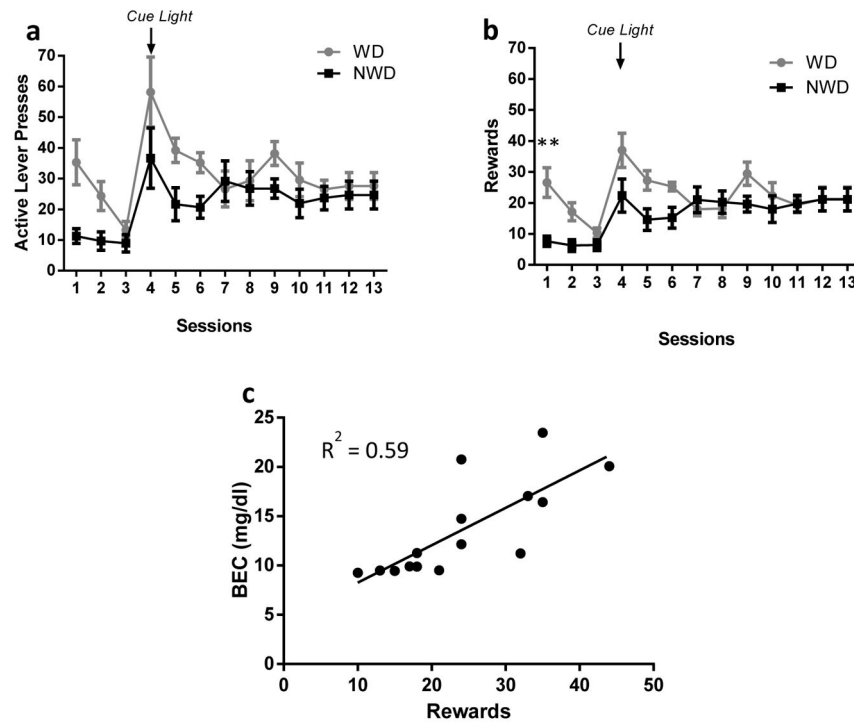 a
Cue Light
WD
NWD
Active Lever Presses
70
60
50
40
30
20
10
0
1 2 3 4 5 6 7 8 9 10 11 12 13
Sessions
b
Cue Light
WD
NWD
Rewards
70
60
50
40
30
20
10
0
**
1 2 3 4 5 6 7 8 9 10 11 12 13
Sessions
c
R² = 0.59
BEC (mg/dl)
25
20
15
10
5
0
0 10 20 30 40 50
Rewards